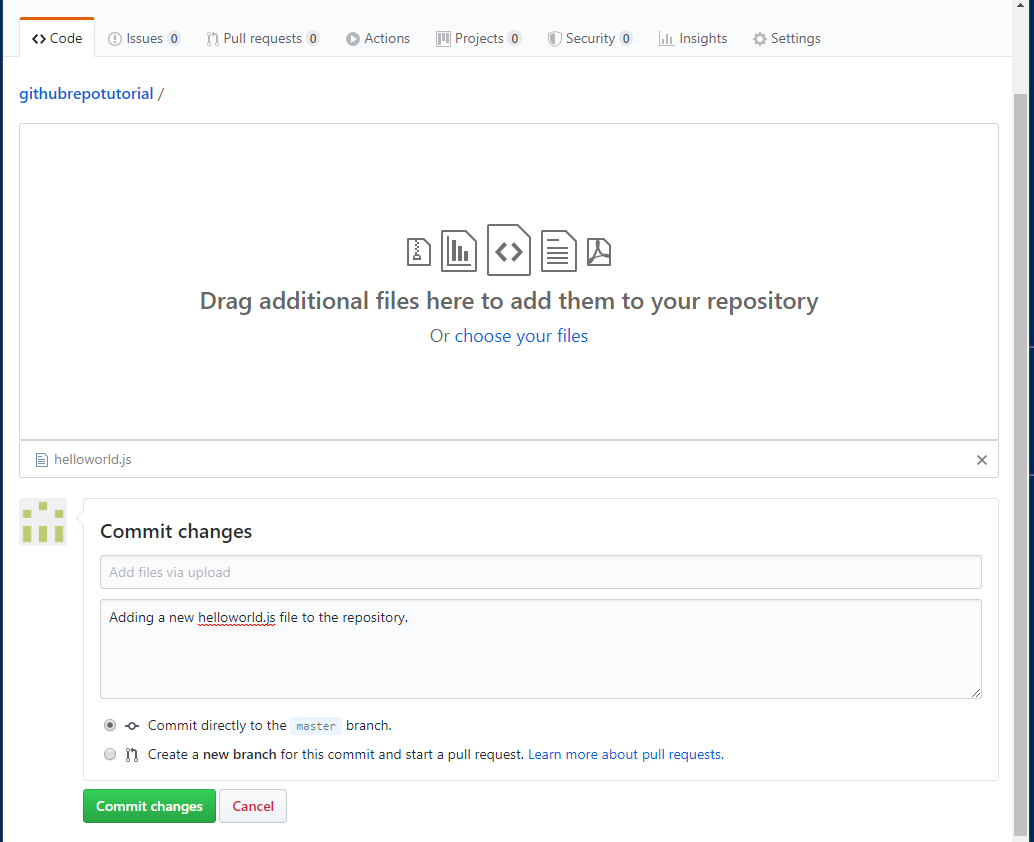 Code Issues 0 Pull requests 0 Actions Projects 0 Security 0 Insights Settings
githubrepotutorial /
Drag additional files here to add them to your repository
Or choose your files
helloworld.js
Commit changes
Add files via upload
Adding a new helloworld.js file to the repository.
Commit directly to the master branch.
Create a new branch for this commit and start a pull request. Learn more about pull requests.
Commit changes Cancel